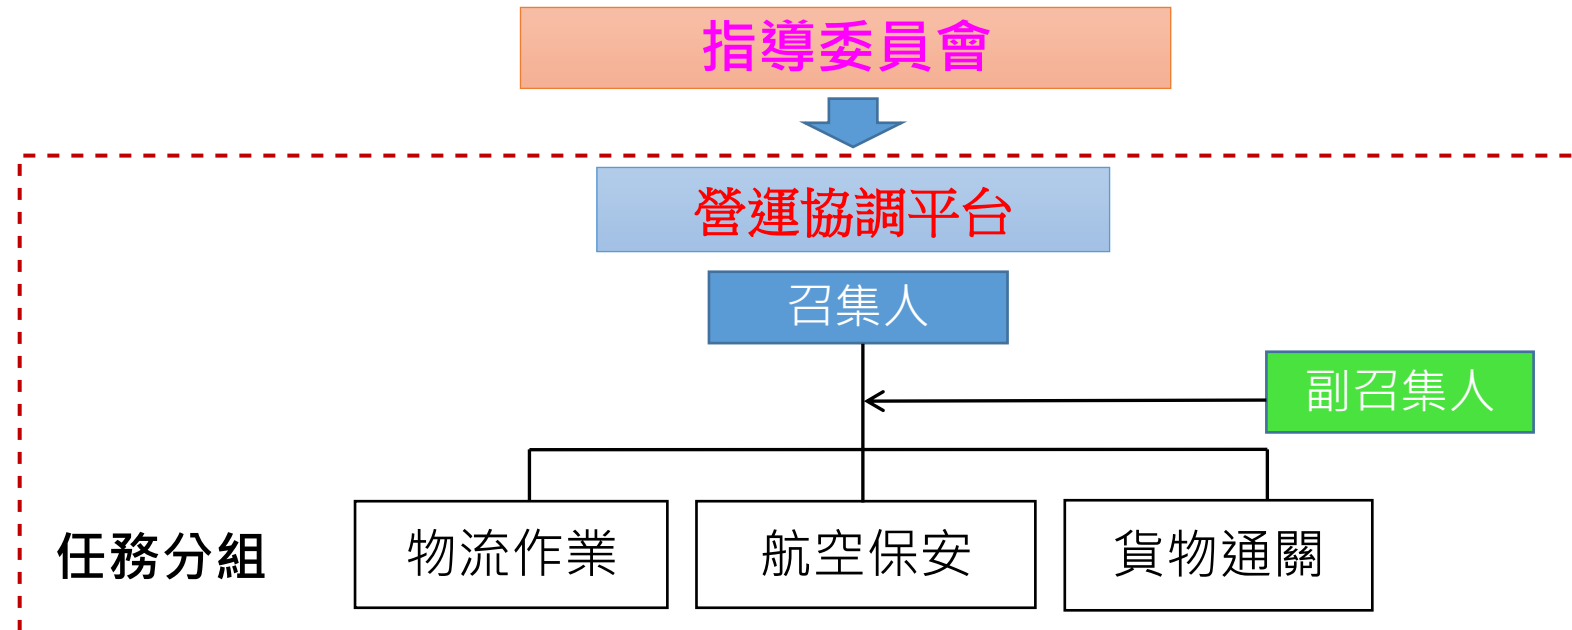 指導委員會
營運協調平台
召集人
副召集人
任務分組
物流作業
航空保安
貨物通關